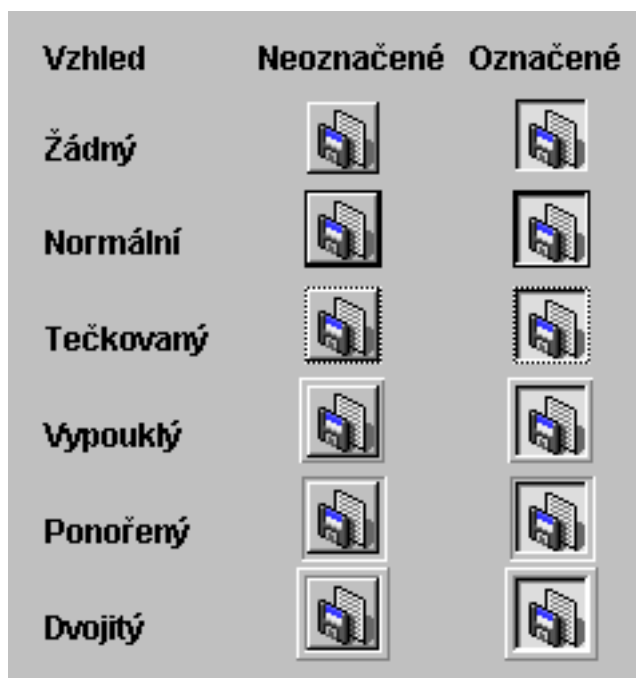 Vzhled Neoznačené Označené
Žádný
Normální
Tečkovaný
Vypouklý
Ponořený
Dvojitý